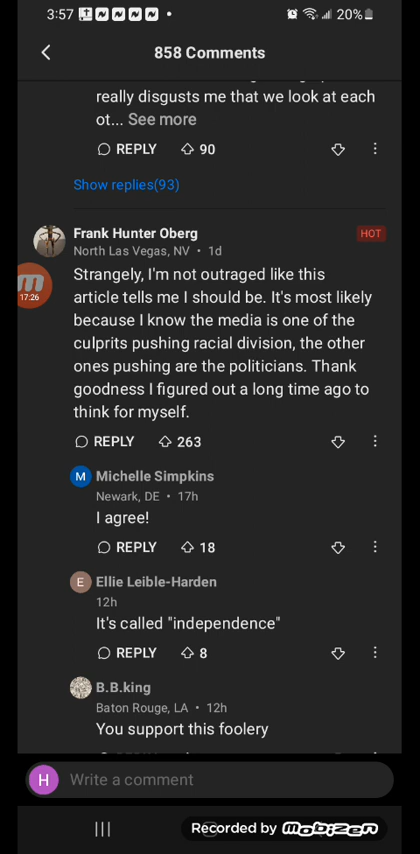 3:57
20%
858 Comments
really disgusts me that we look at each
ot... See more
REPLY 90
Show replies(93)
Frank Hunter Oberg HOT
North Las Vegas, NV • 1d
m
17:26
Strangely, I'm not outraged like this
article tells me I should be. It's most likely
because I know the media is one of the
culprits pushing racial division, the other
ones pushing are the politicians. Thank
goodness I figured out a long time ago to
think for myself.
REPLY 263
M Michelle Simpkins
Newark, DE • 17h
I agree!
REPLY 18
E Ellie Leible-Harden
12h
It's called "independence"
REPLY 8
B.B.king
Baton Rouge, LA • 12h
You support this foolery
H Write a comment
Recorded by mobizen